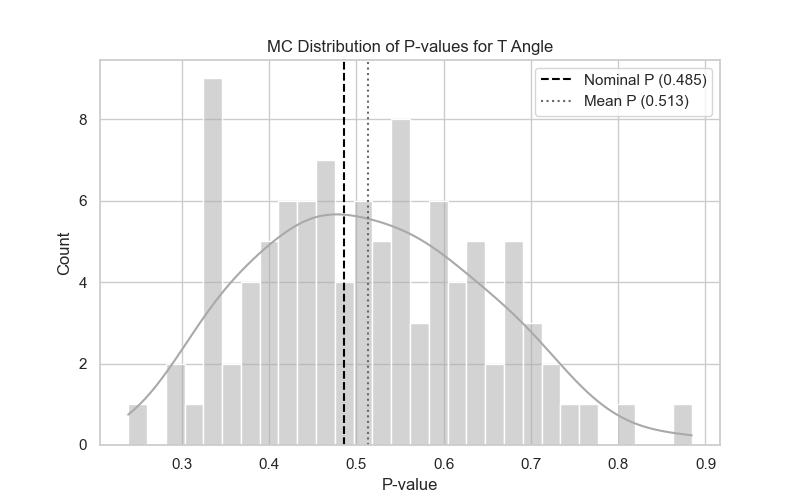 MC Distribution of P-values for T Angle
Nominal P (0.485)
Mean P (0.513)
Count
8
6
4
2
0
0.3 0.4 0.5 0.6 0.7 0.8 0.9
P-value